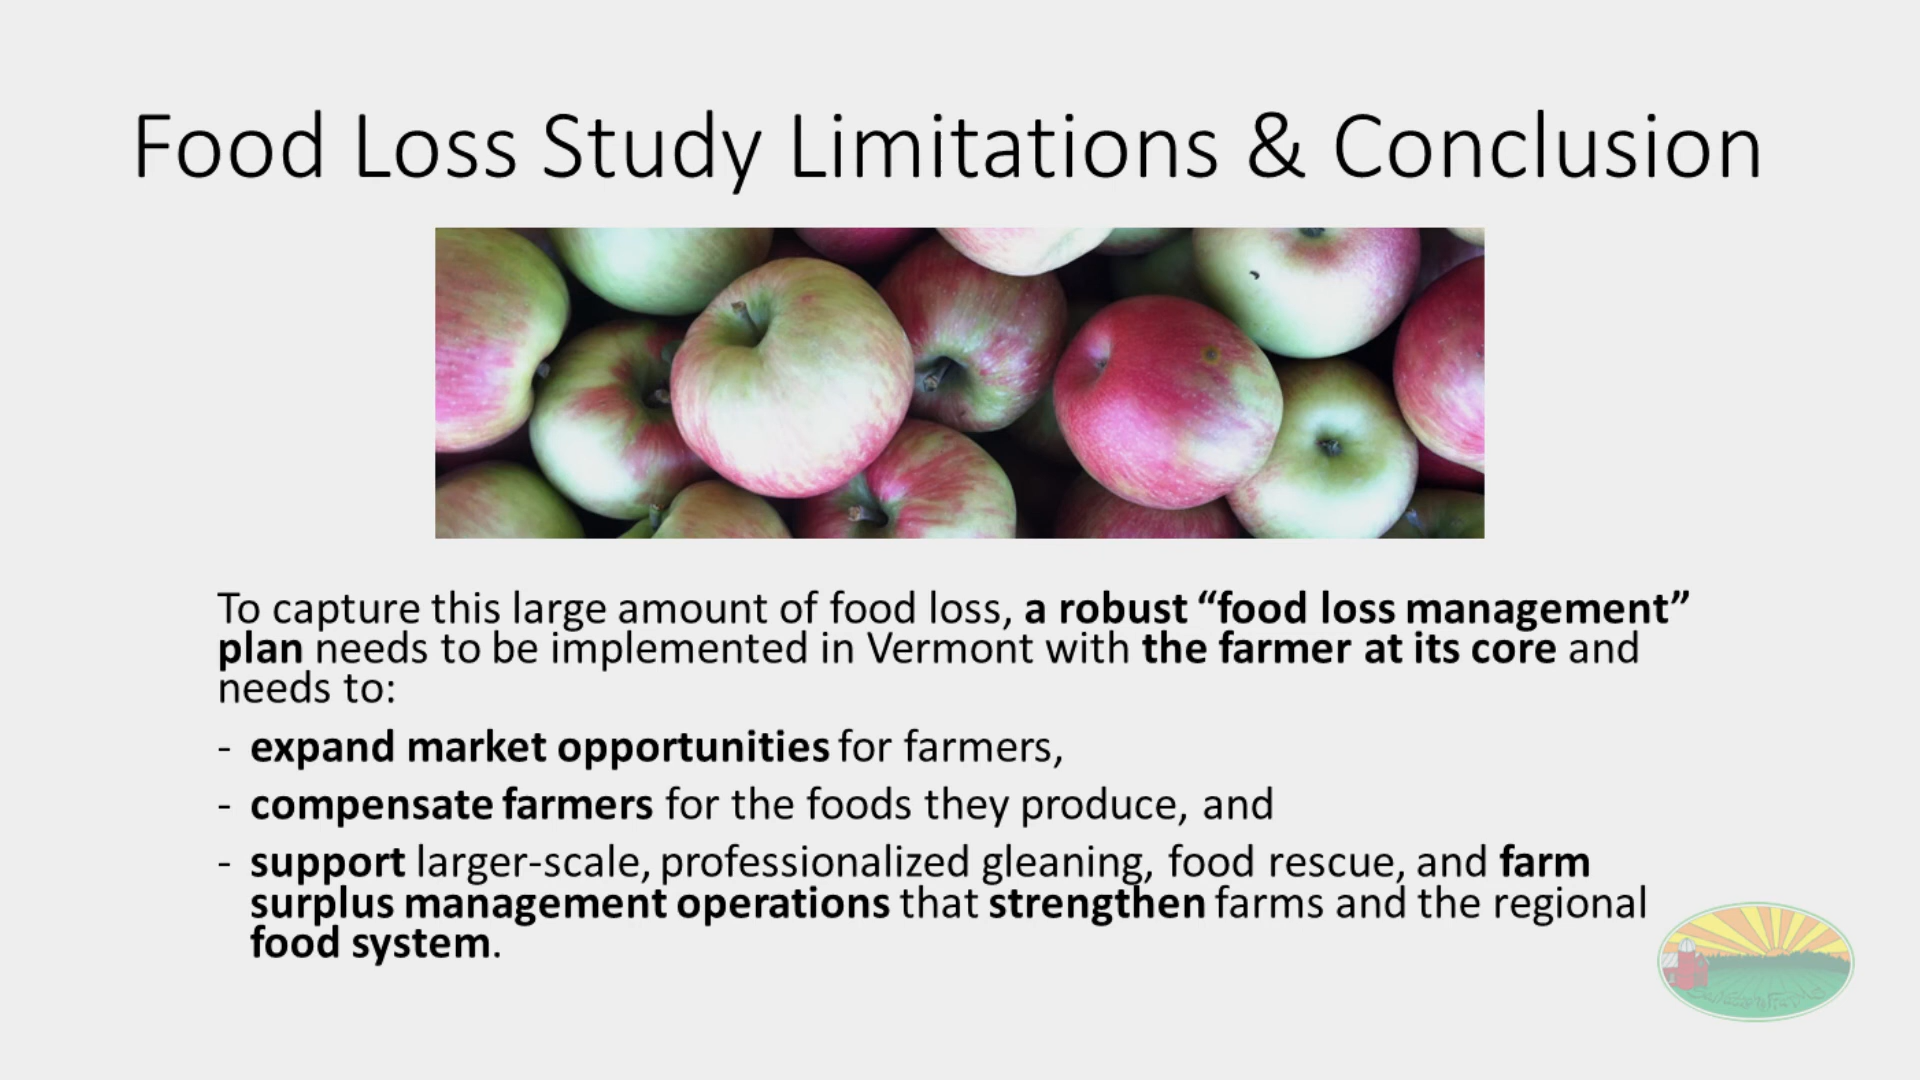 Food Loss Study Limitations & Conclusion
To capture this large amount of food loss, a robust “food loss management”
plan needs to be implemented in Vermont with the farmer at its core and
needs to:
- expand market opportunities for farmers,
- compensate farmers for the foods they produce, and
- support larger-scale, professionalized gleaning, food rescue, and farm
surplus management operations that strengthen farms and the regional
food system.